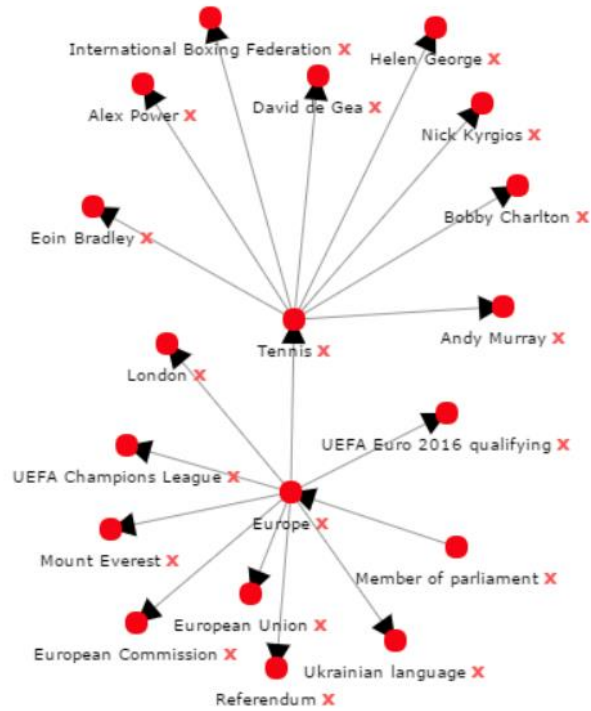 International Boxing Federation x
Helen George x
Alex Power x
David de Gea x
Nick Kyrgios x
Bobby Charlton x
Eoin Bradley x
Andy Murray x
Tennis x
London x
UEFA Euro 2016 qualifying x
UEFA Champions League x
Europe x
Mount Everest x
Member of parliament x
European Union x
European Commission x
Ukrainian language x
Referendum x